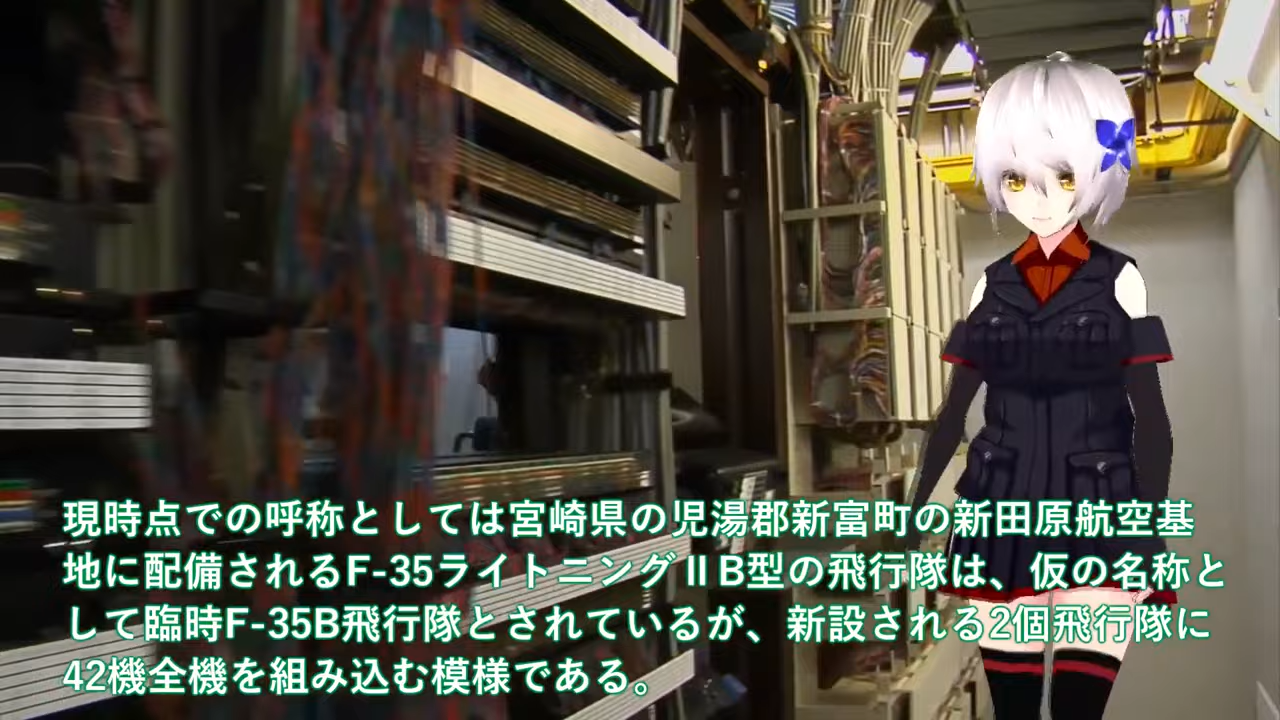 現時点での呼称としては宮崎県の児湯郡新富町の新田原航空基
地に配備されるF-35ライトニングⅡB型の飛行隊は、仮の名称と
して臨時F-35B飛行隊とされているが、新設される2個飛行隊に
42機全機を組み込む模様である。